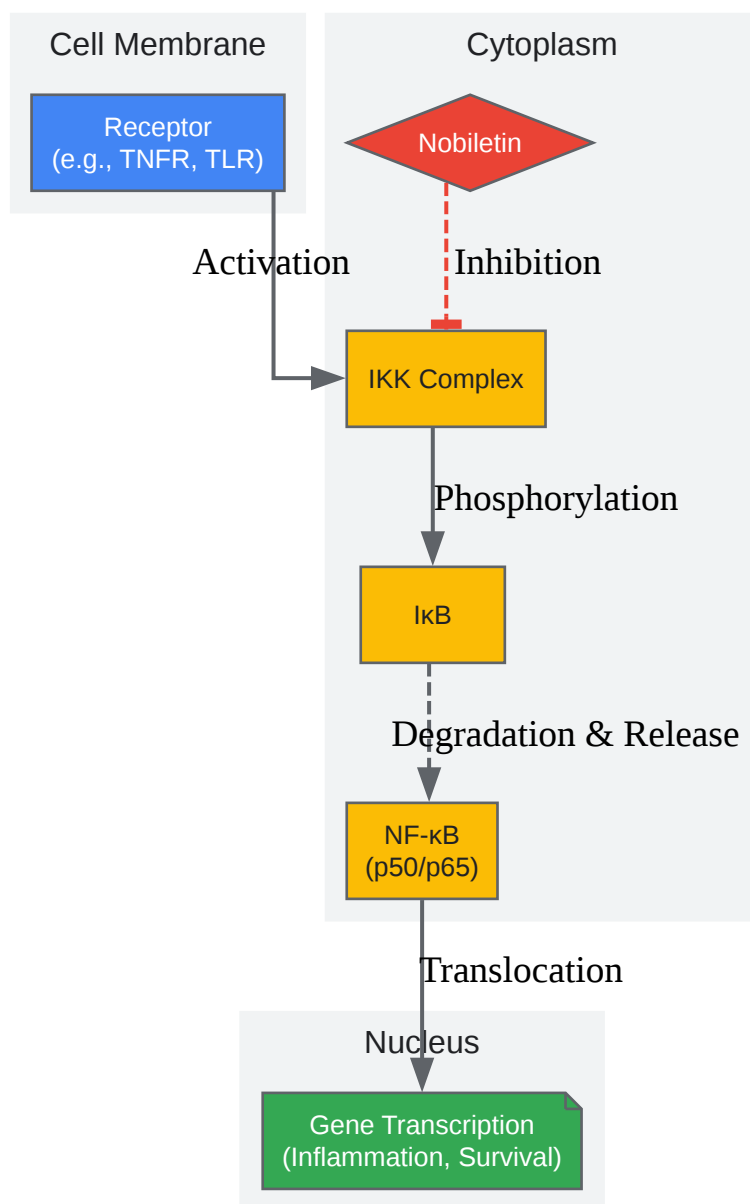 Cell Membrane
Cytoplasm
Receptor
(e.g., TNFR, TLR)
Nobiletin
Activation
Inhibition
IKK Complex
Phosphorylation
IκB
Degradation & Release
NF-κB
(p50/p65)
Translocation
Nucleus
Gene Transcription
(Inflammation, Survival)